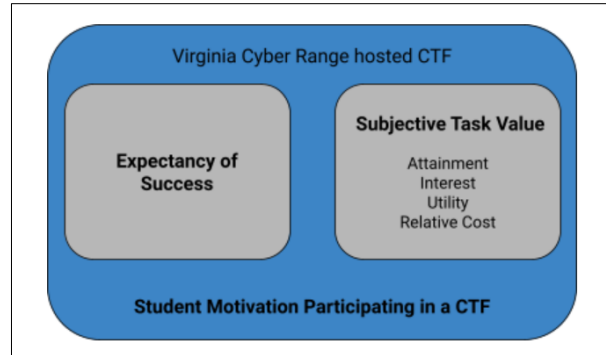 Virginia Cyber Range hosted CTF
Expectancy of
Success
Subjective Task Value
Attainment
Interest
Utility
Relative Cost
Student Motivation Participating in a CTF